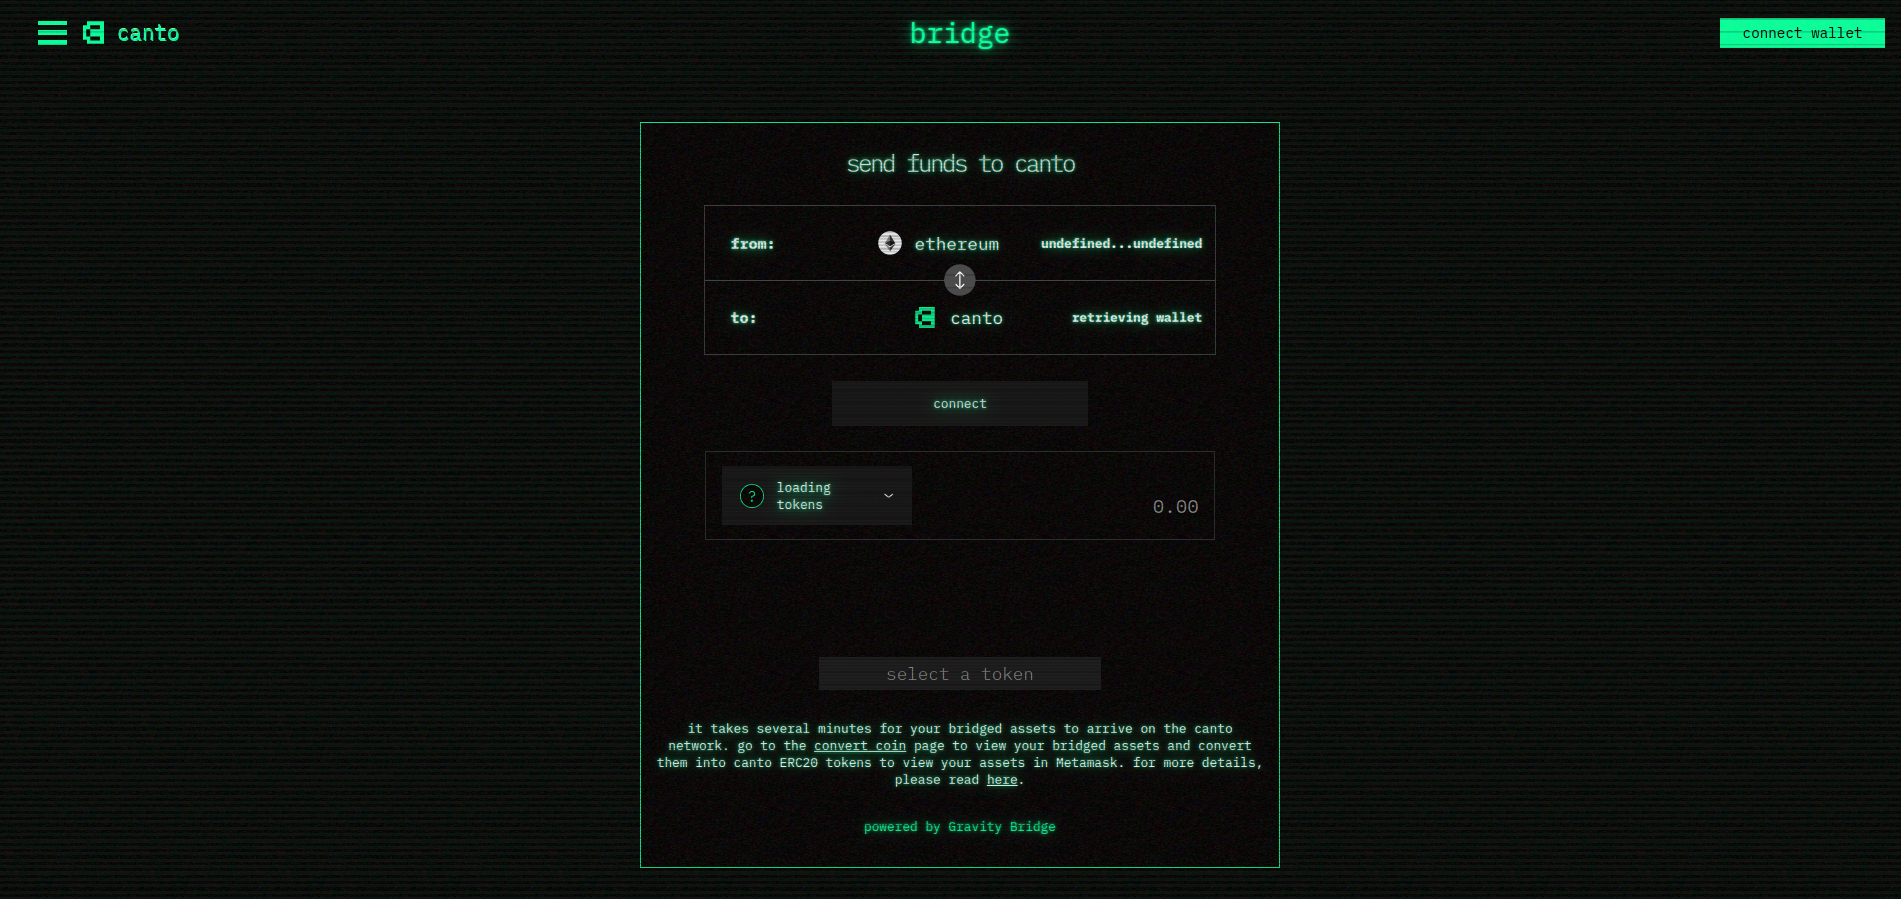 canto
bridge
connect wallet
send funds to canto
from:
ethereum
undefined...undefined
to:
canto
retrieving wallet
connect
?
loading
tokens
0.00
select a token
it takes several minutes for your bridged assets to arrive on the canto
network. go to the convert coin page to view your bridged assets and convert
them into canto ERC20 tokens to view your assets in Metamask. for more details,
please read here.
powered by Gravity Bridge